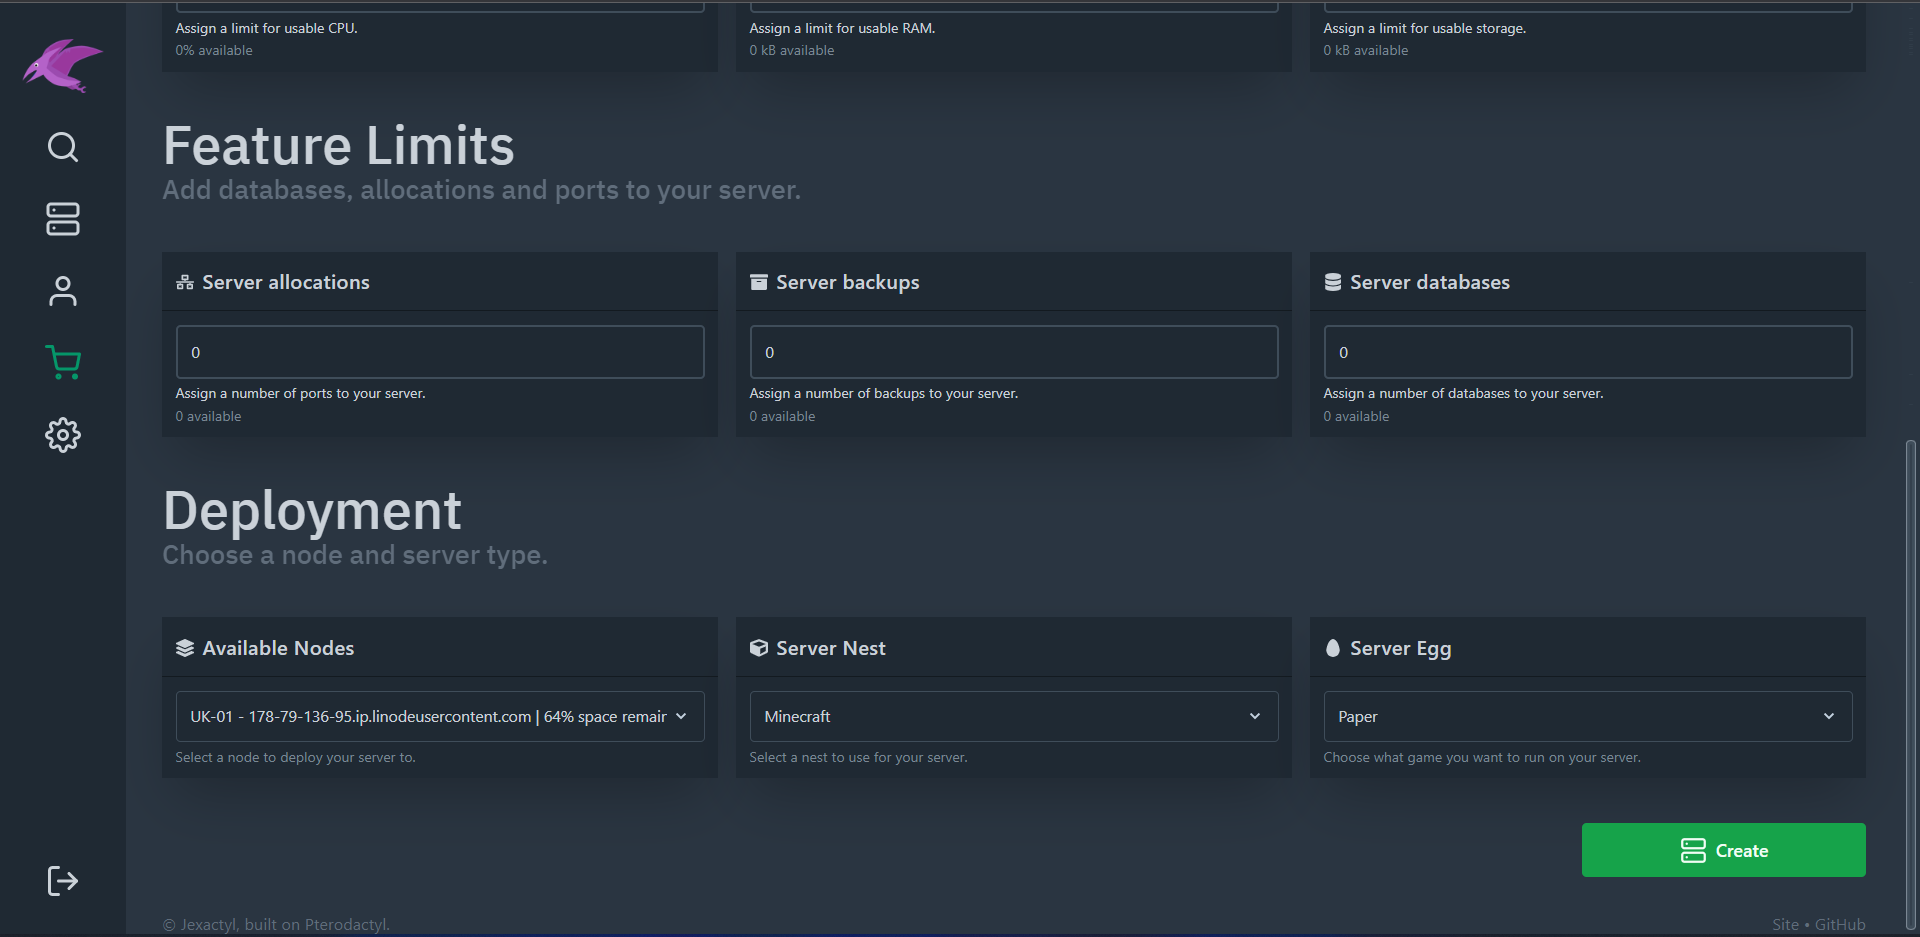 Assign a limit for usable CPU.
0% available
Assign a limit for usable RAM.
0 kB available
Assign a limit for usable storage.
0 kB available
Feature Limits
Add databases, allocations and ports to your server.
Server allocations
0
Assign a number of ports to your server.
0 available
Server backups
0
Assign a number of backups to your server.
0 available
Server databases
0
Assign a number of databases to your server.
0 available
Deployment
Choose a node and server type.
Available Nodes
UK-01 - 178-79-136-95.ip.linodeusercontent.com | 64% space remair
Select a node to deploy your server to.
Server Nest
Minecraft
Select a nest to use for your server.
Server Egg
Paper
Choose what game you want to run on your server.
Create
© Jexactyl, built on Pterodactyl.
Site • GitHub